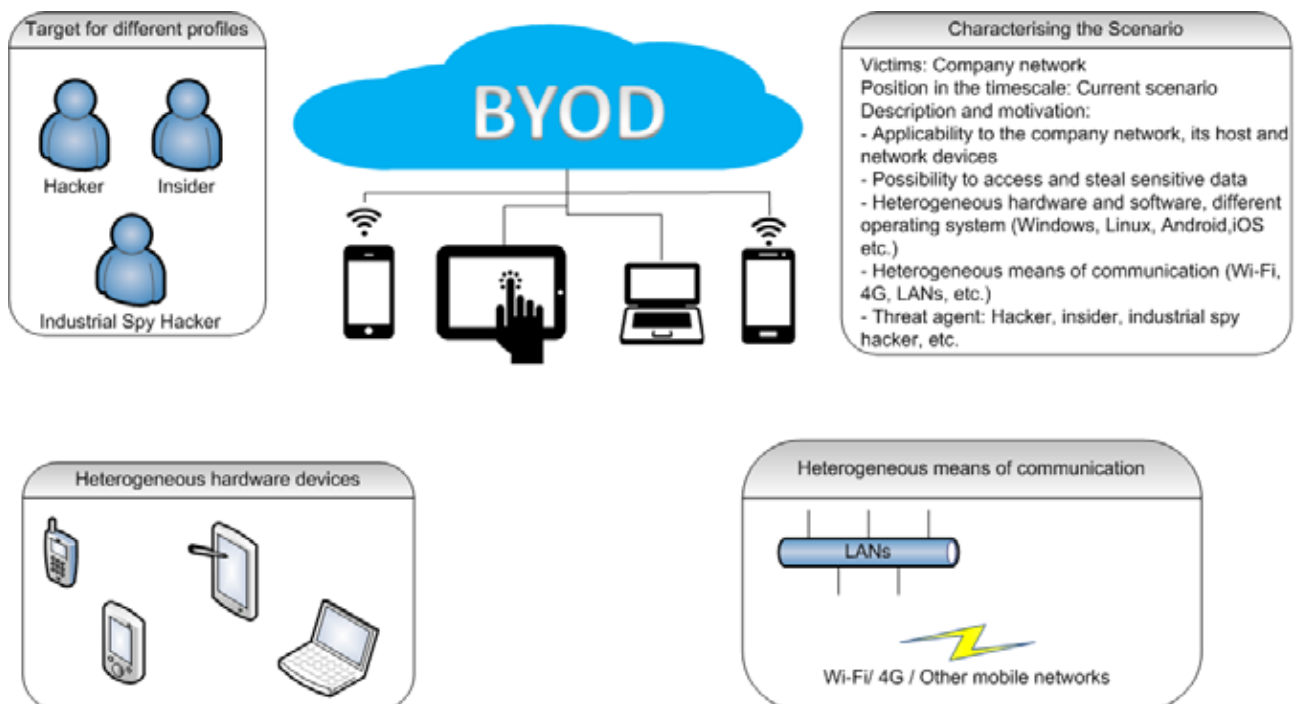 Target for different profiles
Hacker
Insider
Industrial Spy Hacker
BYOD
Characterising the Scenario
Victims: Company network
Position in the timescale: Current scenario
Description and motivation:
- Applicability to the company network, its host and
network devices
- Possibility to access and steal sensitive data
- Heterogeneous hardware and software, different
operating system (Windows, Linux, Android,iOS
etc.)
- Heterogeneous means of communication (Wi-Fi,
4G, LANs, etc.)
- Threat agent: Hacker, insider, industrial spy
hacker, etc.
Heterogeneous hardware devices
Heterogeneous means of communication
LANs
Wi-Fi/ 4G / Other mobile networks